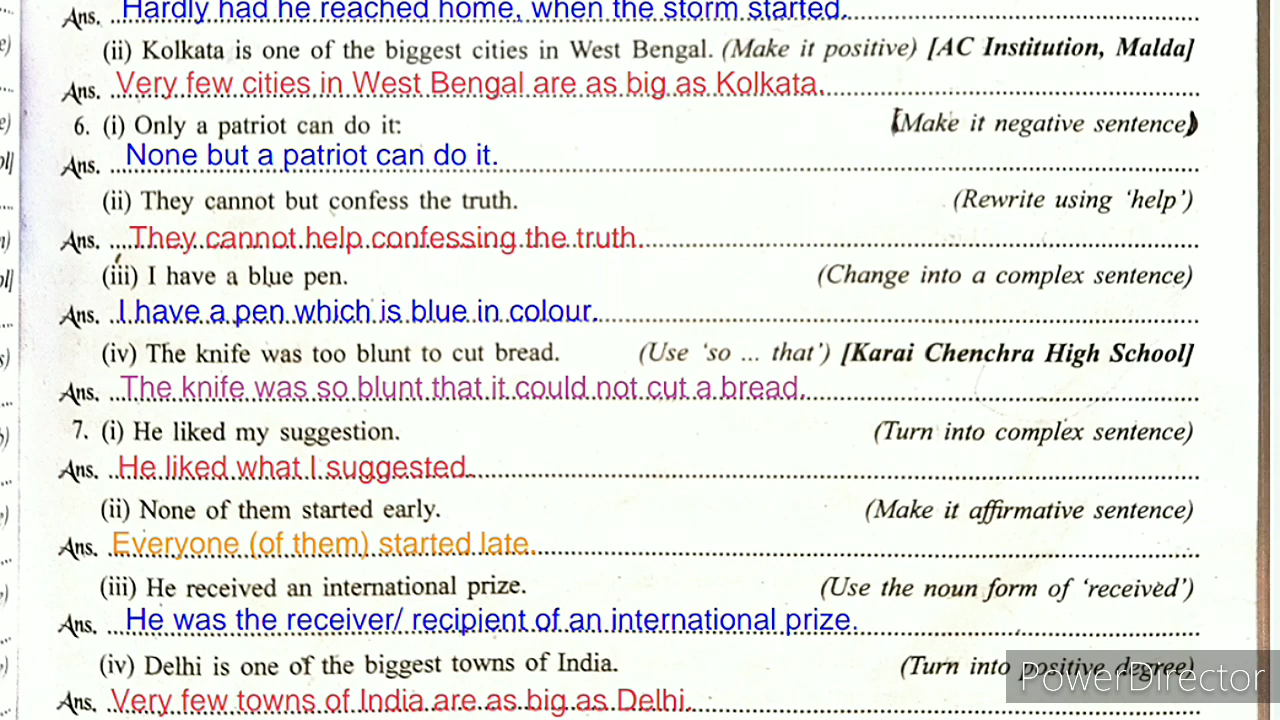 Ans. Hardly had he reached home, when the storm started.
(ii) Kolkata is one of the biggest cities in West Bengal. (Make it positive) [AC Institution, Malda]
Ans. Very few cities in West Bengal are as big as Kolkata.
6. (i) Only a patriot can do it: (Make it negative sentence)
Ans. None but a patriot can do it.
(ii) They cannot but confess the truth. (Rewrite using 'help')
Ans. They cannot help confessing the truth.
(iii) I have a blue pen. (Change into a complex sentence)
Ans. I have a pen which is blue in colour.
(iv) The knife was too blunt to cut bread. (Use 'so ... that') [Karai Chenchra High School]
Ans. The knife was so blunt that it could not cut a bread.
7. (i) He liked my suggestion. (Turn into complex sentence)
Ans. He liked what I suggested.
(ii) None of them started early. (Make it affirmative sentence)
Ans. Everyone (of them) started late.
(iii) He received an international prize. (Use the noun form of 'received')
Ans. He was the receiver/ recipient of an international prize.
(iv) Delhi is one of the biggest towns of India. (Turn into positive degree)
Ans. Very few towns of India are as big as Delhi.
PowerDirector